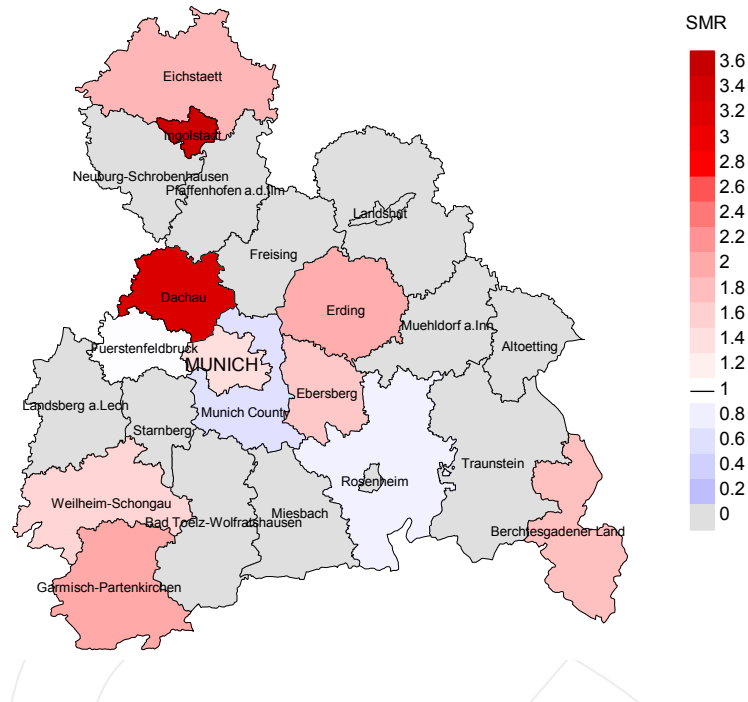 SMR
Eichstaett
Ingolstadt
Neuburg-Schrobenhausen
Pfaffenhofen a.d.Ilm
Landshut
Freising
Dachau
Erding
Muehldorf a.Inn
Altoetting
Fuerstenfeldbruck
MUNICH
Ebersberg
Landsberg a.Lech
Munich County
Starnberg
Traunstein
Rosenheim
Weilheim-Schongau
Miesbach
Bad Toelz-Wolfratshausen
Berchtesgadener Land
Garmisch-Partenkirchen
3.6
3.4
3.2
3
2.8
2.6
2.4
2.2
2
1.8
1.6
1.4
1.2
1
0.8
0.6
0.4
0.2
0